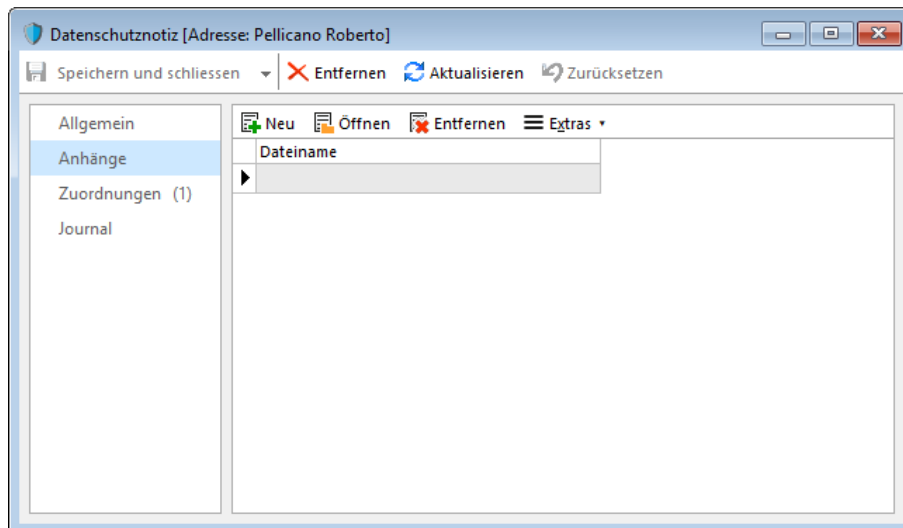 Datenschutznotiz [Adresse: Pellicano Roberto]
Speichern und schliessen Entfernen Aktualisieren Zurücksetzen
Allgemein
Anhänge
Zuordnungen (1)
Journal
Neu Öffnen Entfernen Extras
Dateiname